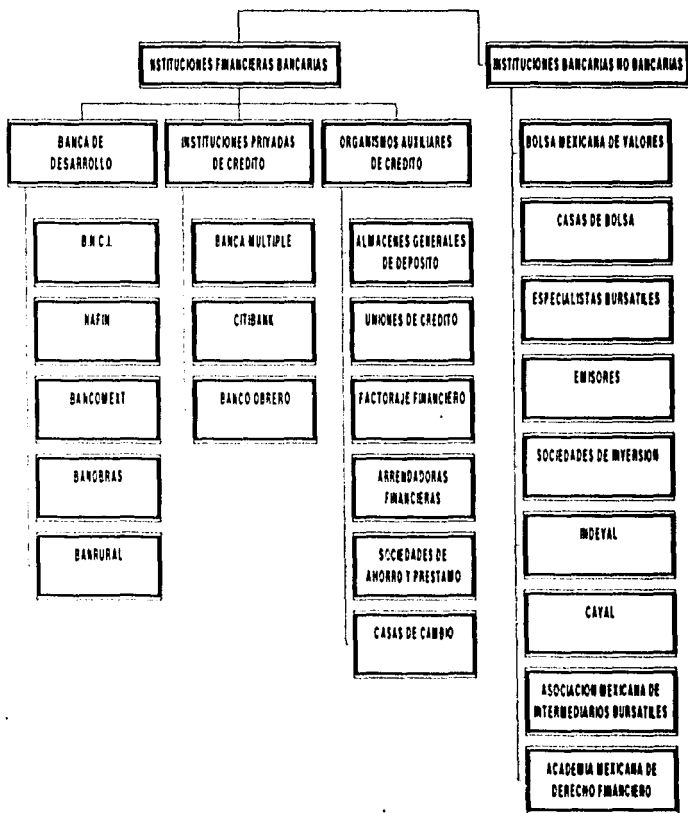 INSTITUCIONES FINANCIERAS BANCARIAS
INSTITUCIONES BANCARIAS NO BANCARIAS
BANCA DE
DESARROLLO
INSTITUCIONES PRIVADAS
DE CREDITO
ORGANISMOS AUXILIARES
DE CREDITO
B.N.C.I.
NAFIN
BANCOMEXT
BANOBRAS
BANRURAL
BANCA MULTIPLE
CITIBANK
BANCO OBRERO
ALMACENES GENERALES
DE DEPOSITO
UNIONES DE CREDITO
FACTORAJE FINANCIERO
ARRENDADORAS
FINANCIERAS
SOCIEDADES DE
AHORRO Y PRESTAMO
CASAS DE CAMBIO
BOLSA MEXICANA DE VALORES
CASAS DE BOLSA
ESPECIALISTAS BURSATILES
EMISORES
SOCIEDADES DE INVERSION
INDEVAL
CAVAL
ASOCIACION MEXICANA DE
INTERMEDIARIOS BURSATILES
ACADEMIA MEXICANA DE
DERECHO FINANCIERO